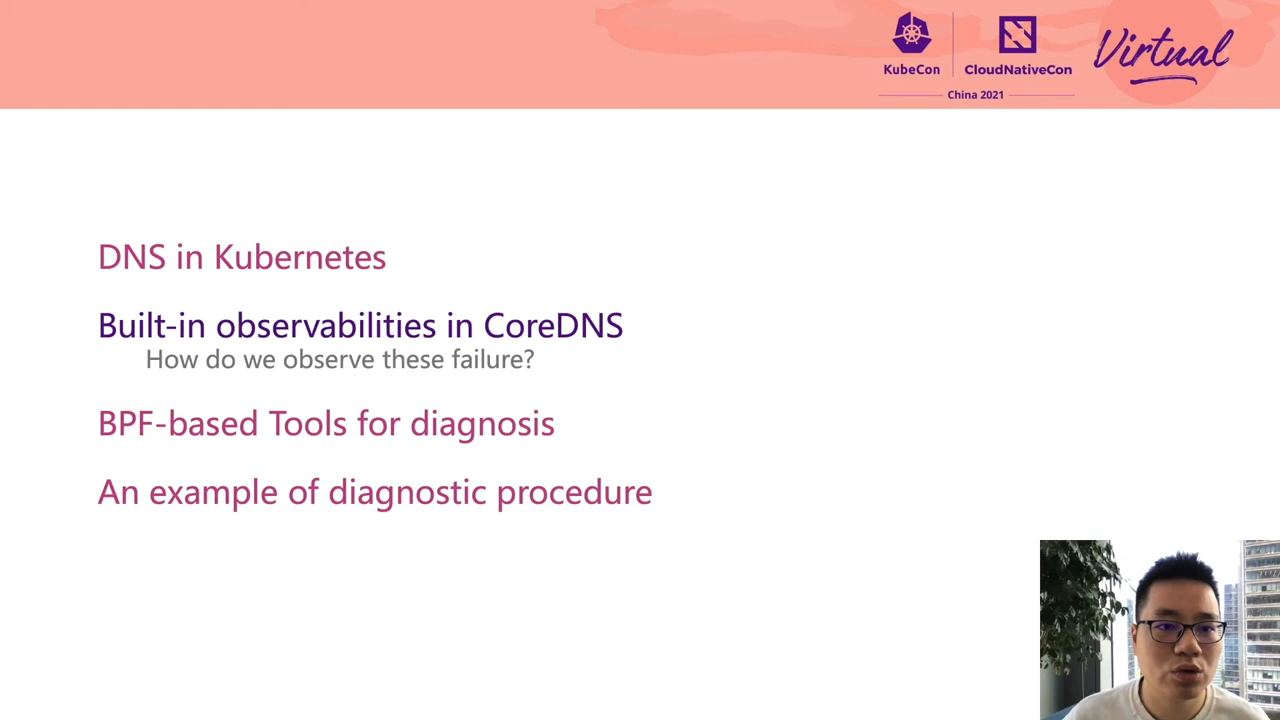 KubeCon
CloudNativeCon
Virtual
China 2021
DNS in Kubernetes
Built-in observabilities in CoreDNS
How do we observe these failure?
BPF-based Tools for diagnosis
An example of diagnostic procedure